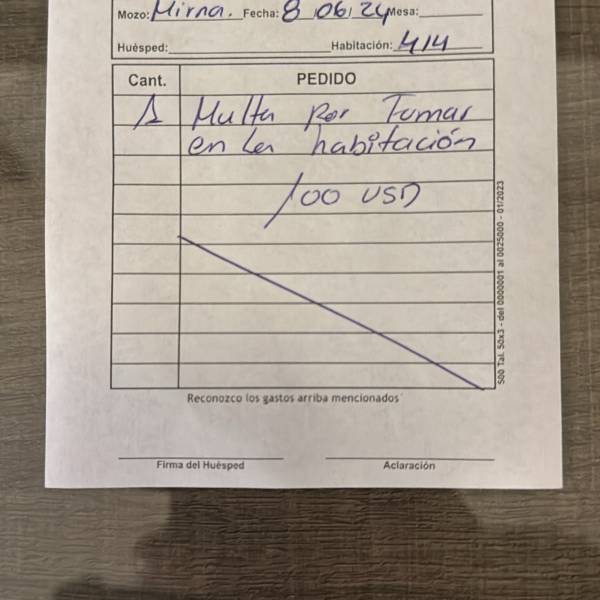 Mozo: Mirna. Fecha: 8/06/24 Mesa:
Huésped: Habitación: 414
Cant. PEDIDO
1 Multa por Fumar
en la habitación
100 USD
500 Tal. 50x3 - del 0000001 al 0025000 - 01/2023
Reconozco los gastos arriba mencionados
Firma del Huésped Aclaración